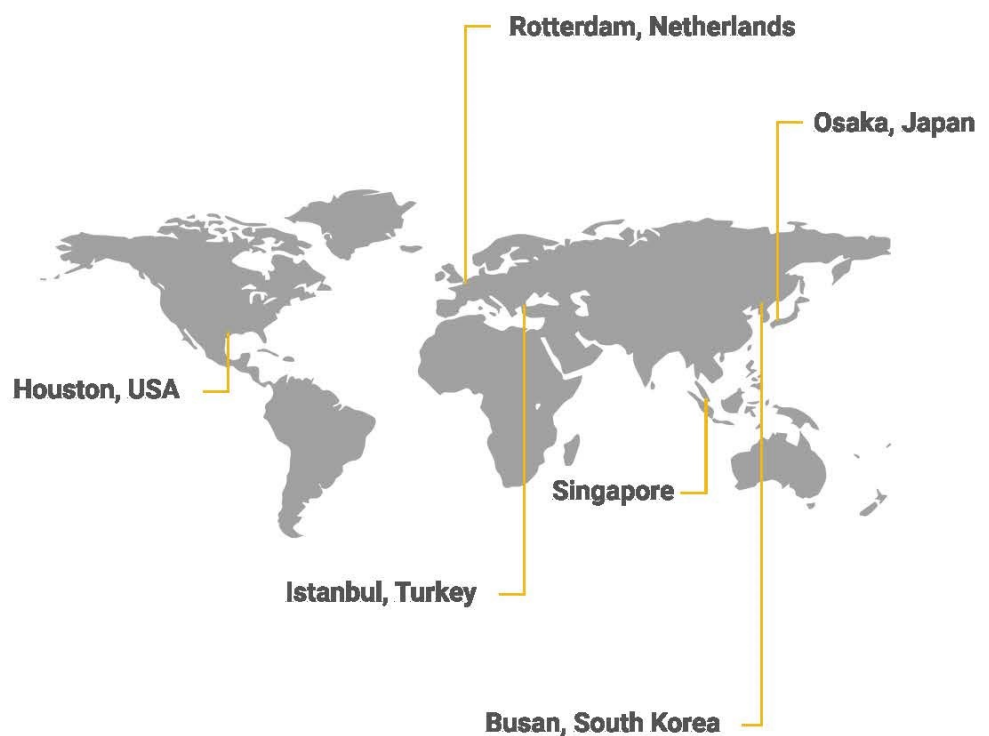 Rotterdam, Netherlands
Osaka, Japan
Houston, USA
Singapore
Istanbul, Turkey
Busan, South Korea